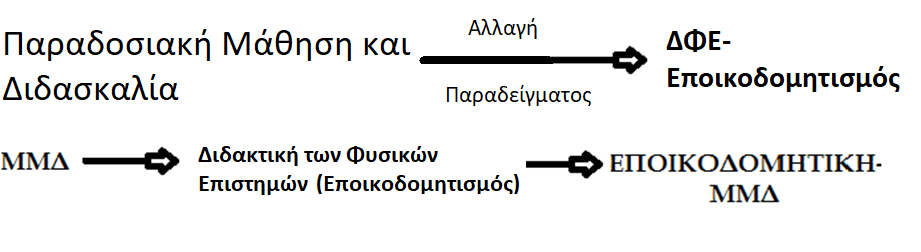 Παραδοσιακή Μάθηση και
Διδασκαλία
Αλλαγή
Παραδείγματος
ΔΦΕ-
Εποικοδομητισμός
ΜΜΔ
Διδακτική των Φυσικών
Επιστημών (Εποικοδομητισμός)
ΕΠΟΙΚΟΔΟΜΗΤΙΚΗ-
ΜΜΔ